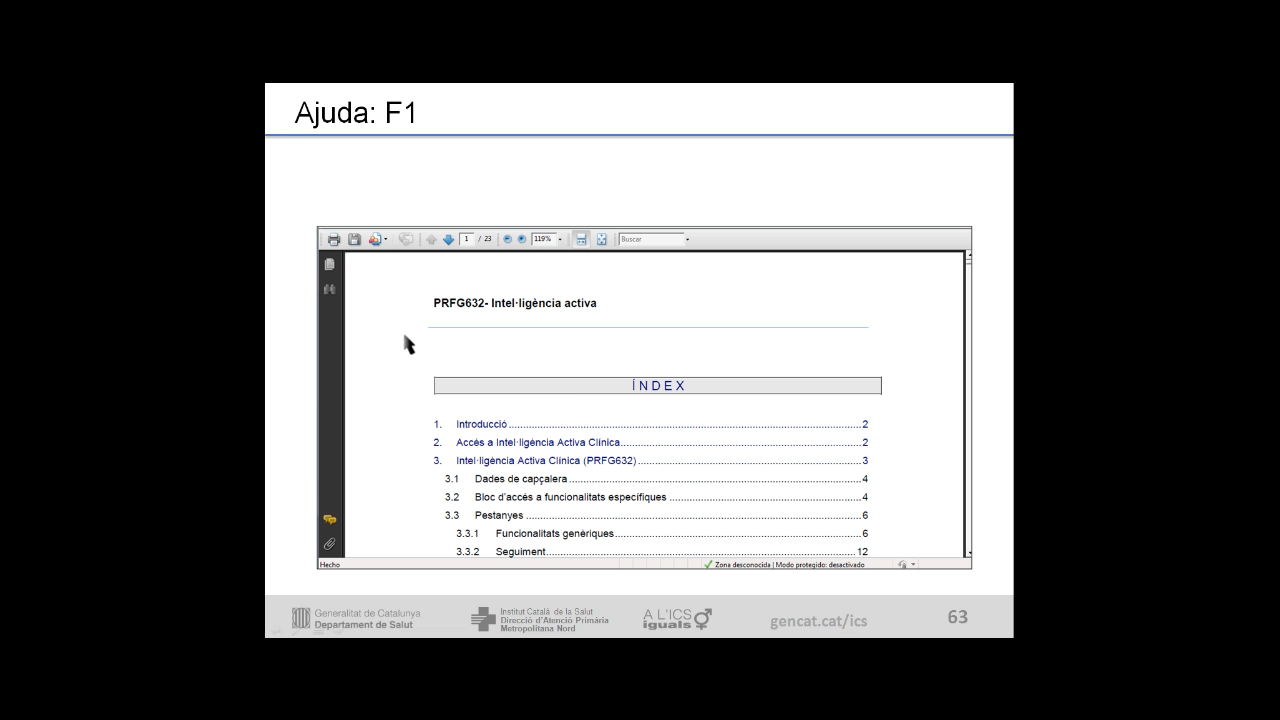 Ajuda: F1
1 / 23 119% Buscar
PRFG632- Intel·ligència activa
ÍNDEX
1. Introducció ........ 2
2. Accés a Intel·ligència Activa Clínica ........ 2
3. Intel·ligència Activa Clínica (PRFG632) ........ 3
3.1 Dades de capçalera ........ 4
3.2 Bloc d'accés a funcionalitats específiques ........ 4
3.3 Pestanyes ........ 6
3.3.1 Funcionalitats genèriques ........ 6
3.3.2 Seguiment ........ 12
Hecho Zona desconocida | Modo protegido: desactivado
Generalitat de Catalunya
Departament de Salut
Institut Català de la Salut
Direcció d'Atenció Primària
Metropolitana Nord
A L'ICS
iguals
gencat.cat/ics
63